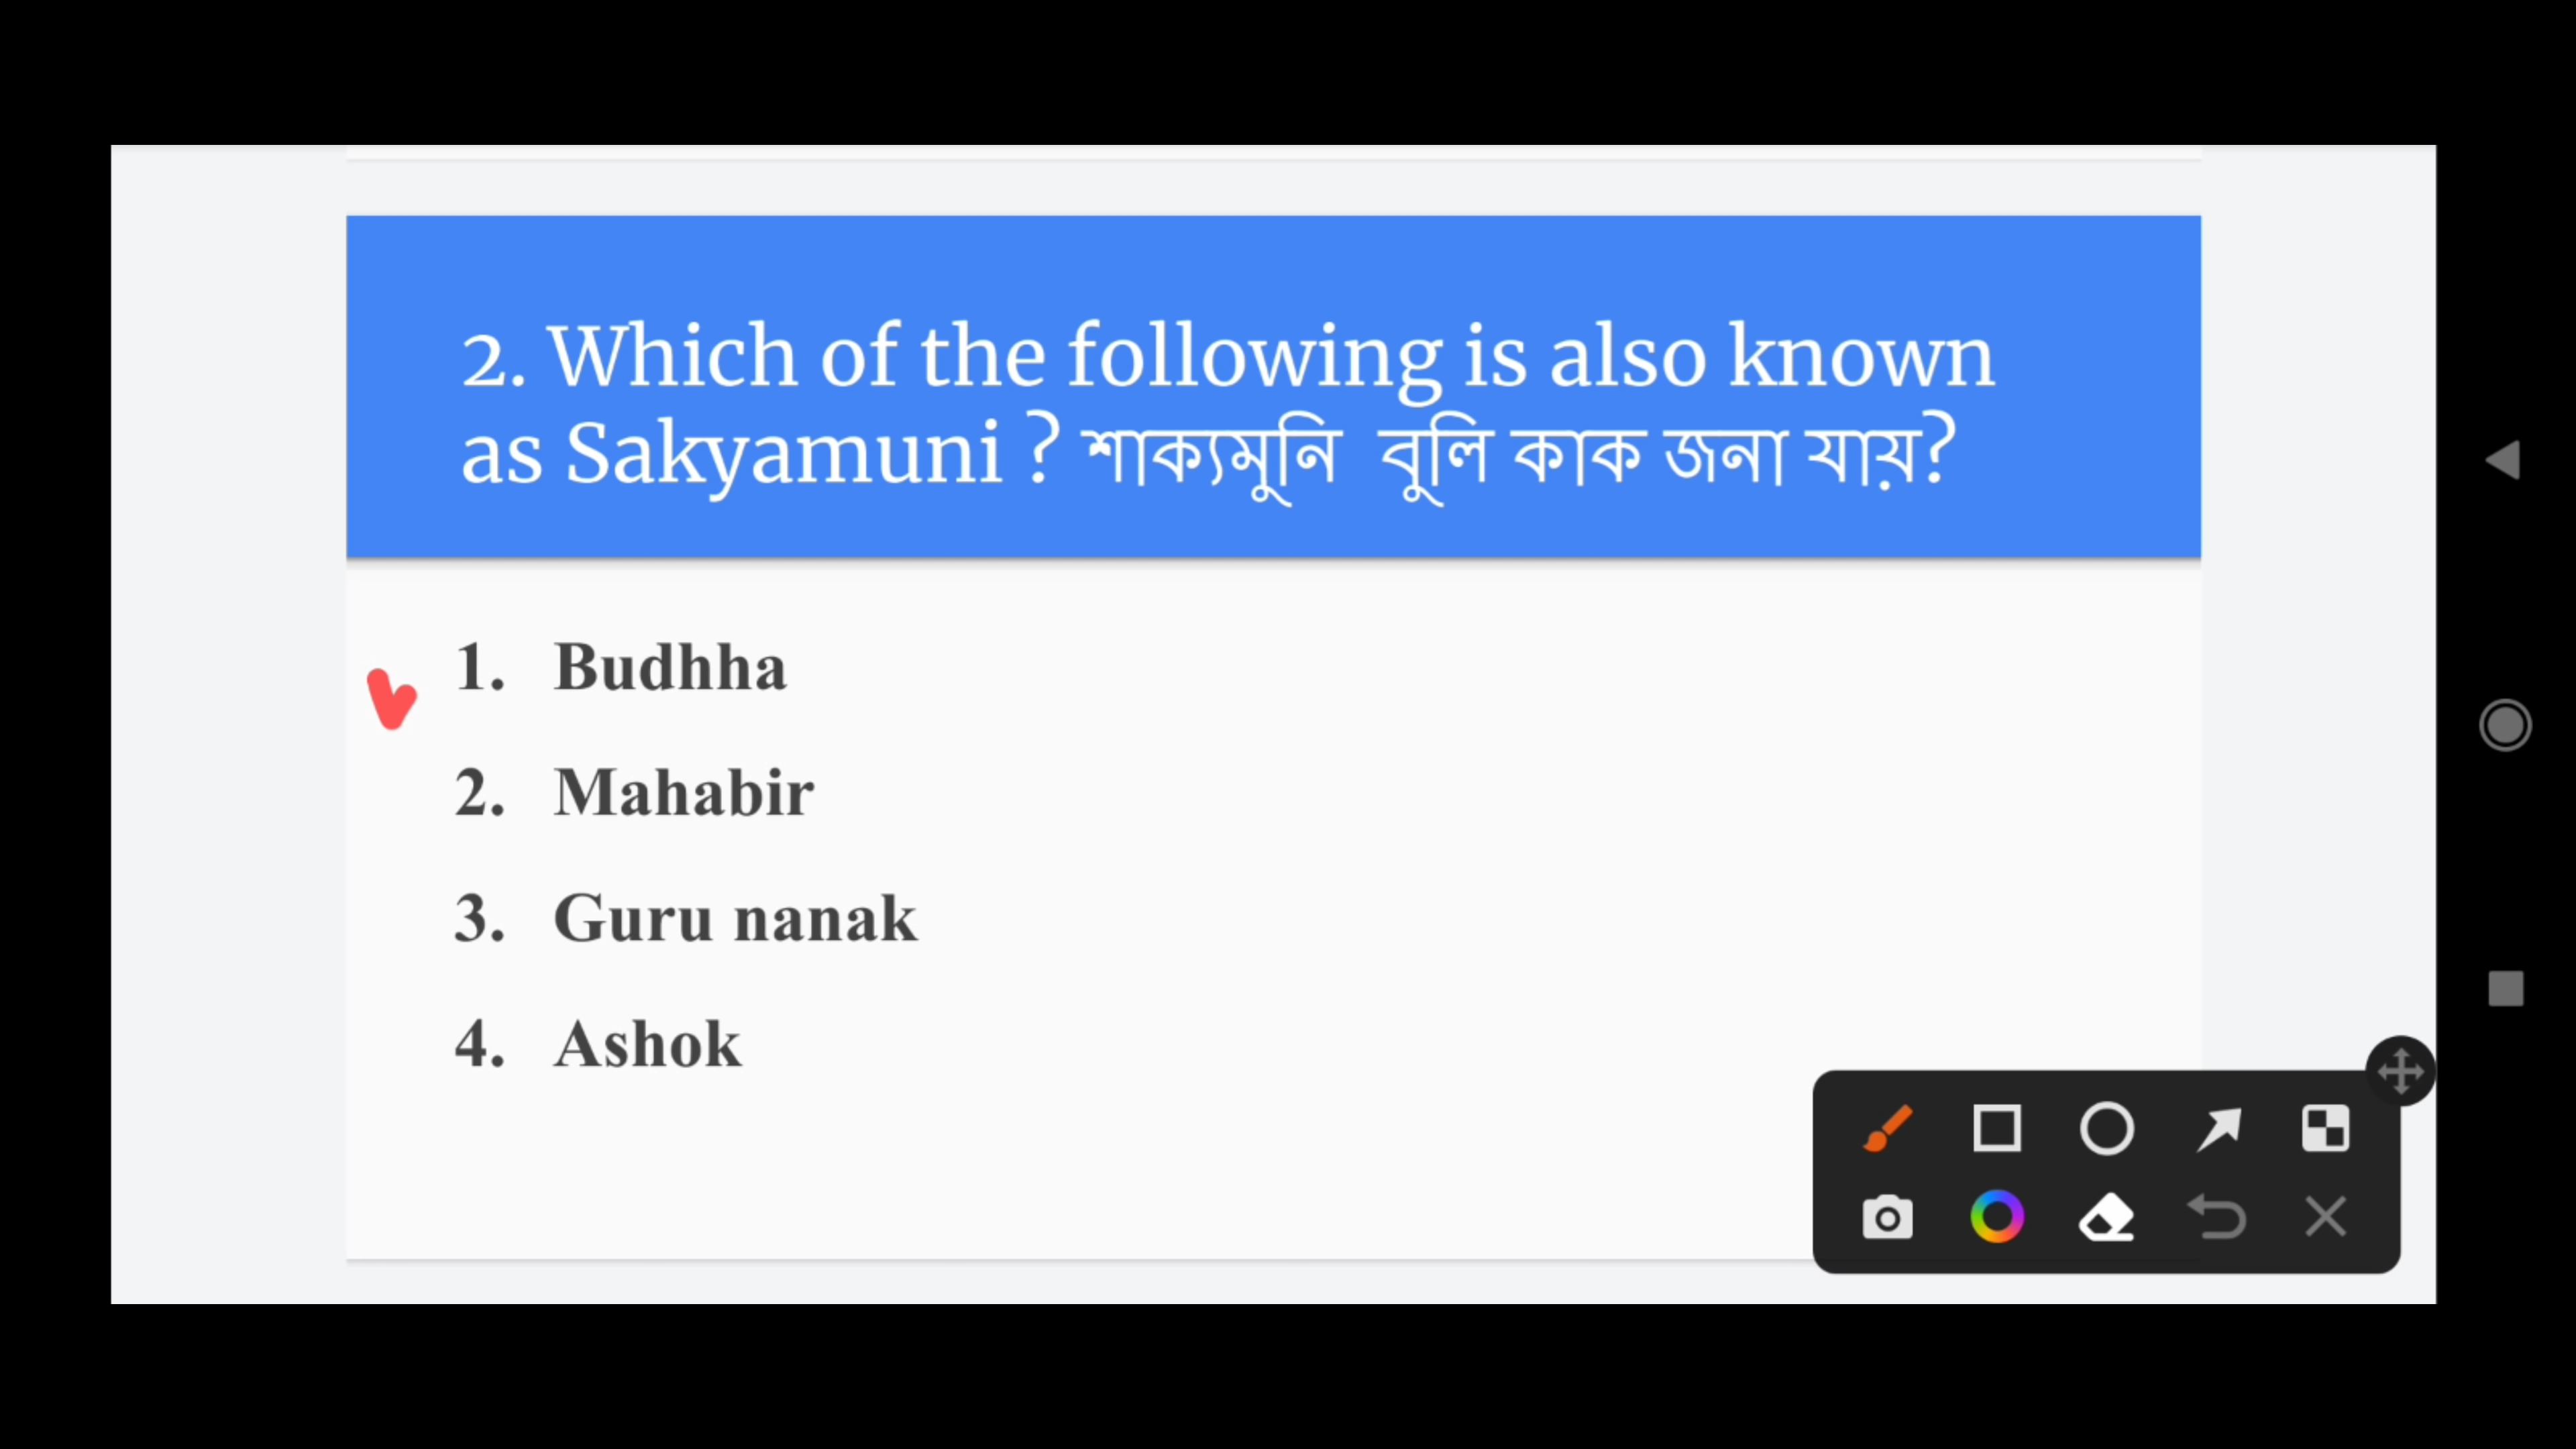 2. Which of the following is also known
as Sakyamuni ? শাক্যমুনি বুলি কাক জনা যায়?
1. Budhha
2. Mahabir
3. Guru nanak
4. Ashok